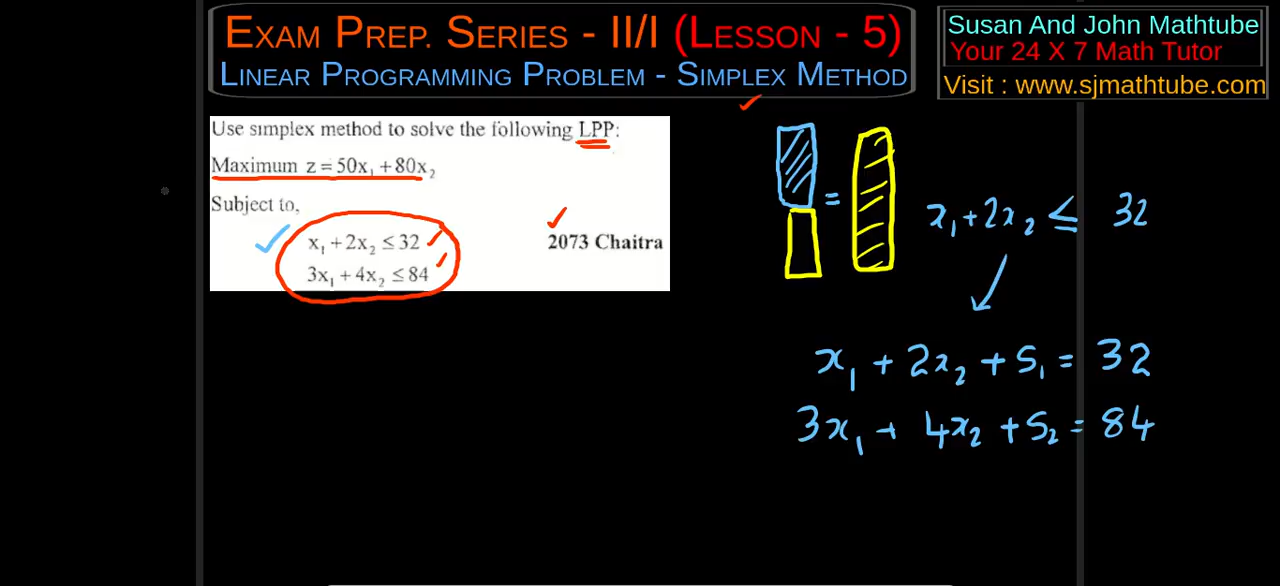 EXAM PREP. SERIES - II/I (LESSON - 5)
LINEAR PROGRAMMING PROBLEM - SIMPLEX METHOD
Susan And John Mathtube
Your 24 X 7 Math Tutor
Visit : www.sjmathtube.com
Use simplex method to solve the following LPP:
Maximum z = 50x₁ + 80x₂
Subject to,
x₁ + 2x₂ ≤ 32
3x₁ + 4x₂ ≤ 84
2073 Chaitra
=
x₁ + 2x₂ ≤ 32
x₁ + 2x₂ + S₁ = 32
3x₁ + 4x₂ + S₂ = 84